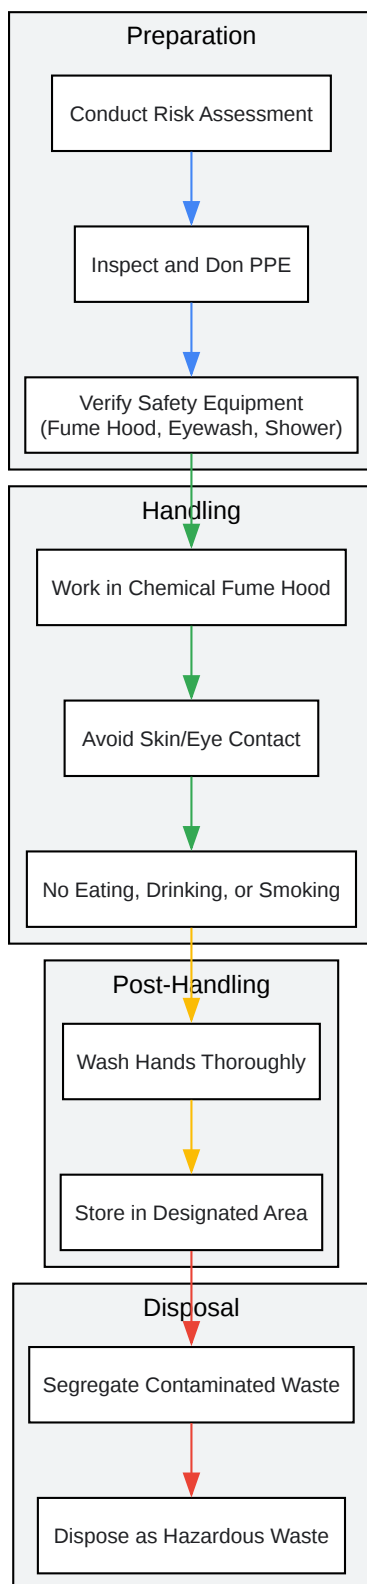 Preparation
Conduct Risk Assessment
Inspect and Don PPE
Verify Safety Equipment
(Fume Hood, Eyewash, Shower)
Handling
Work in Chemical Fume Hood
Avoid Skin/Eye Contact
No Eating, Drinking, or Smoking
Post-Handling
Wash Hands Thoroughly
Store in Designated Area
Disposal
Segregate Contaminated Waste
Dispose as Hazardous Waste